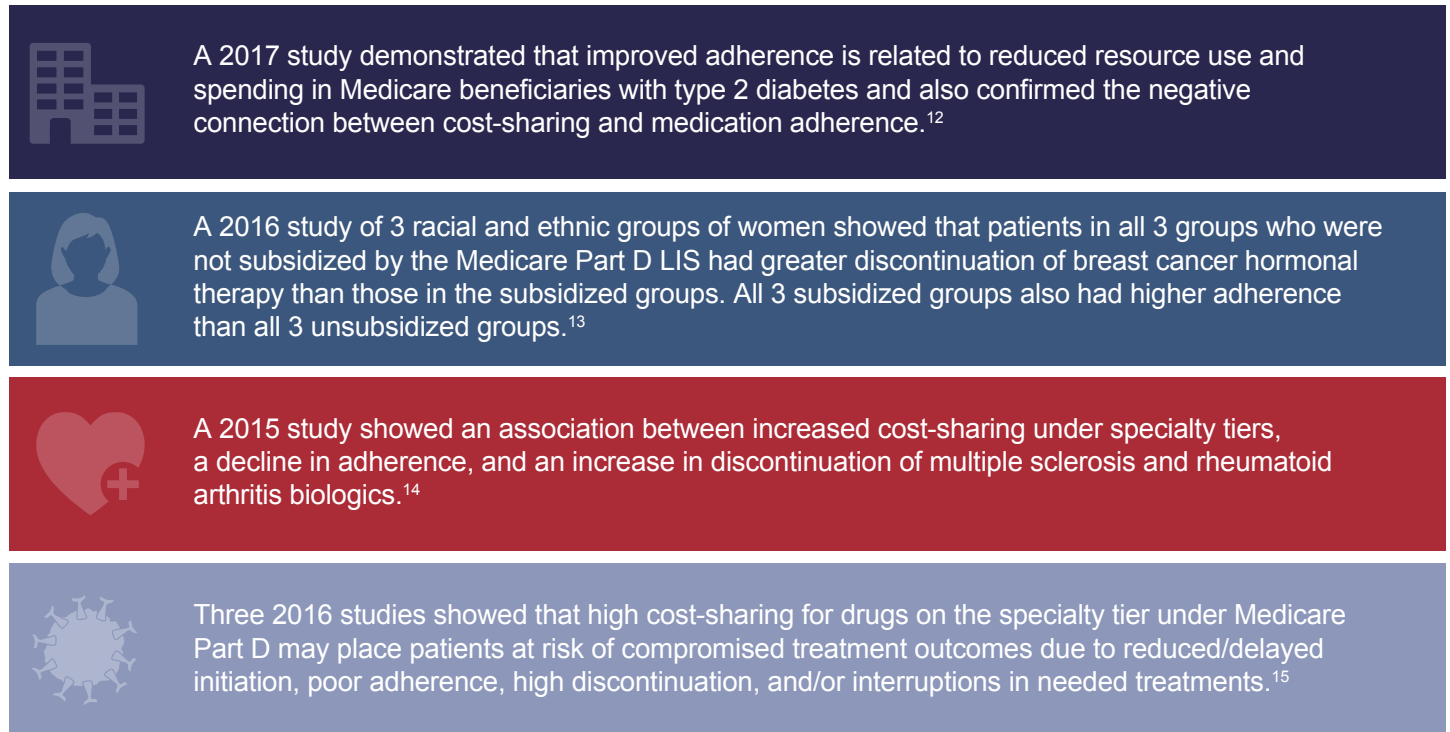 A 2017 study demonstrated that improved adherence is related to reduced resource use and
spending in Medicare beneficiaries with type 2 diabetes and also confirmed the negative
connection between cost-sharing and medication adherence.12
A 2016 study of 3 racial and ethnic groups of women showed that patients in all 3 groups who were
not subsidized by the Medicare Part D LIS had greater discontinuation of breast cancer hormonal
therapy than those in the subsidized groups. All 3 subsidized groups also had higher adherence
than all 3 unsubsidized groups.13
A 2015 study showed an association between increased cost-sharing under specialty tiers,
a decline in adherence, and an increase in discontinuation of multiple sclerosis and rheumatoid
arthritis biologics.14
Three 2016 studies showed that high cost-sharing for drugs on the specialty tier under Medicare
Part D may place patients at risk of compromised treatment outcomes due to reduced/delayed
initiation, poor adherence, high discontinuation, and/or interruptions in needed treatments.15